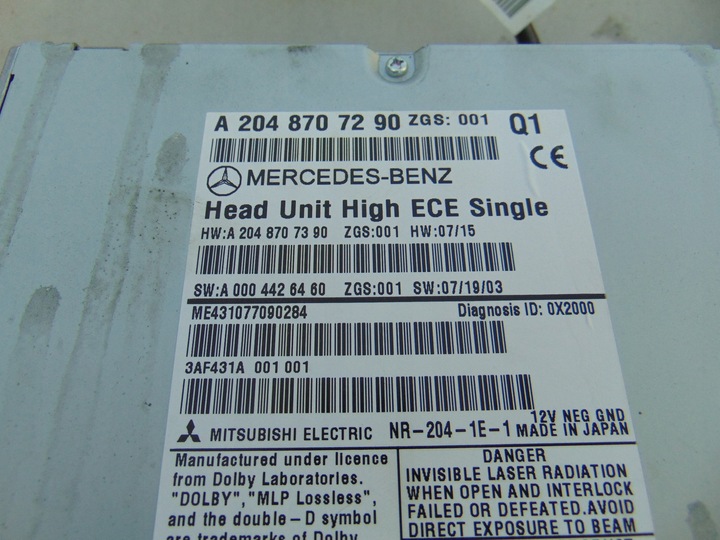 A 204 870 72 90 ZGS: 001 Q1
CE
MERCEDES-BENZ
Head Unit High ECE Single
HW:A 204 870 73 90 ZGS:001 HW:07/15
SW:A 000 442 64 60 ZGS:001 SW:07/19/03
ME431077090284 Diagnosis ID: 0X2000
3AF431A 001 001
MITSUBISHI ELECTRIC NR-204-1E-1 12V NEG GND
MADE IN JAPAN
Manufactured under licence
from Dolby Laboratories.
"DOLBY","MLP Lossless",
and the double-D symbol
are trademarks of Dolby
DANGER
INVISIBLE LASER RADIATION
WHEN OPEN AND INTERLOCK
FAILED OR DEFEATED.AVOID
DIRECT EXPOSURE TO BEAM